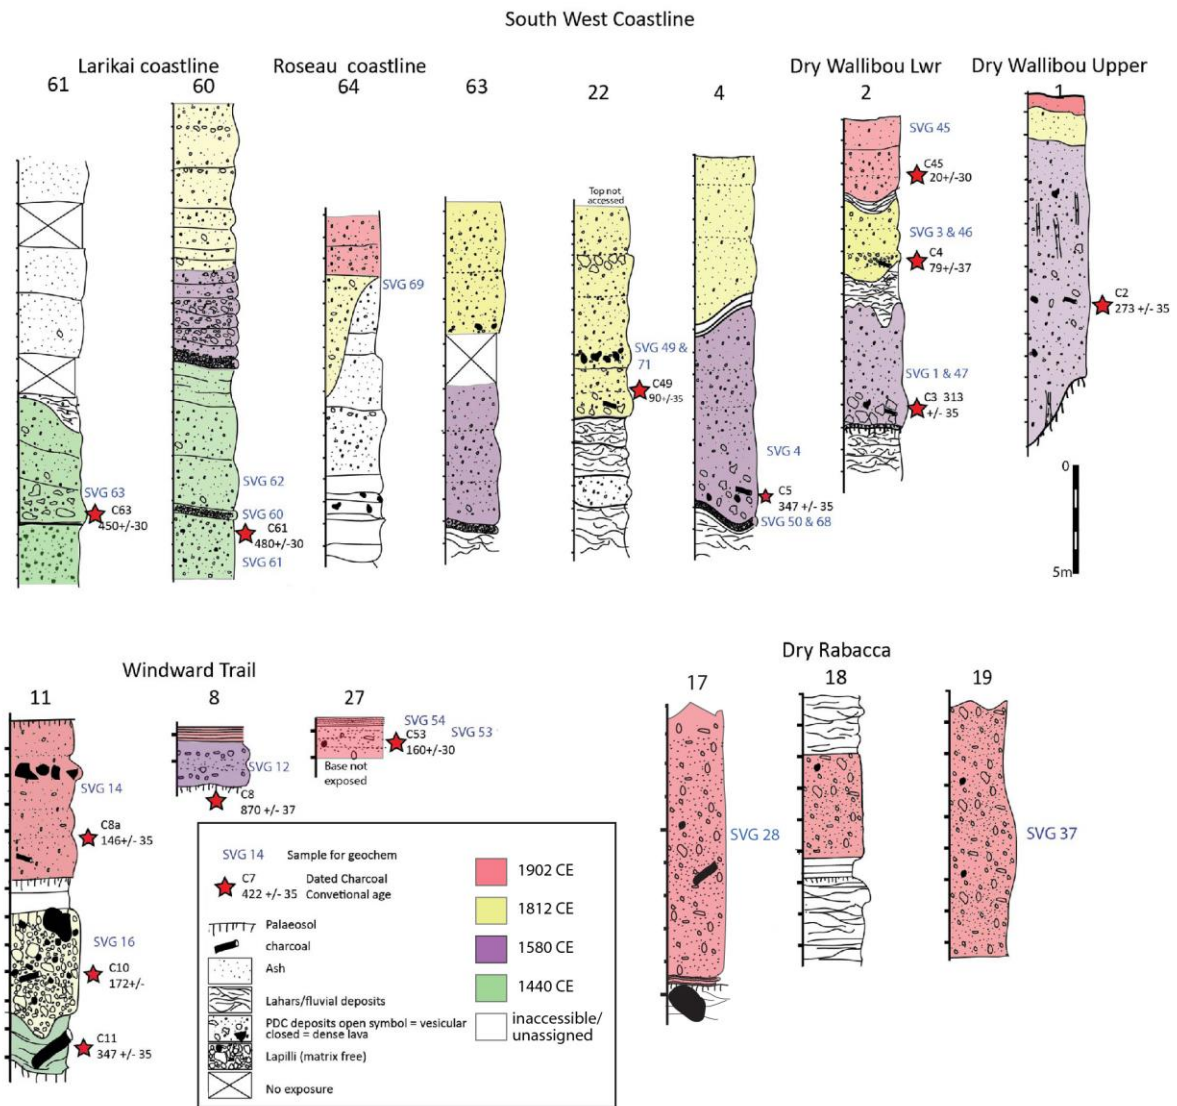 South West Coastline
Larikai coastline
Roseau coastline
Dry Wallibou Lwr
Dry Wallibou Upper
61
60
64
63
22
4
2
1
SVG 63
C63
450+/-30
SVG 62
SVG 60
C61
480+/-30
SVG 61
SVG 69
Top not
accessed
SVG 49 &
71
C49
90+/-35
SVG 4
C5
347 +/- 35
SVG 50 & 68
SVG 45
C45
20+/-30
SVG 3 & 46
C4
79+/-37
SVG 1 & 47
C3 313
+/- 35
C2
273 +/- 35
0
5m
Windward Trail
11
8
27
SVG 14
C8a
146+/- 35
SVG 16
C10
172+/-
C11
347 +/- 35
SVG 12
C8
870 +/- 37
SVG 54
SVG 53
C53
160+/-30
Base not
exposed
Dry Rabacca
17
18
19
SVG 28
SVG 37
SVG 14 Sample for geochem
C7 Dated Charcoal
422 +/- 35 Convetional age
Palaeosol
charcoal
Ash
Lahars/fluvial deposits
PDC deposits open symbol = vesicular
closed = dense lava
Lapilli (matrix free)
No exposure
1902 CE
1812 CE
1580 CE
1440 CE
inaccessible/
unassigned